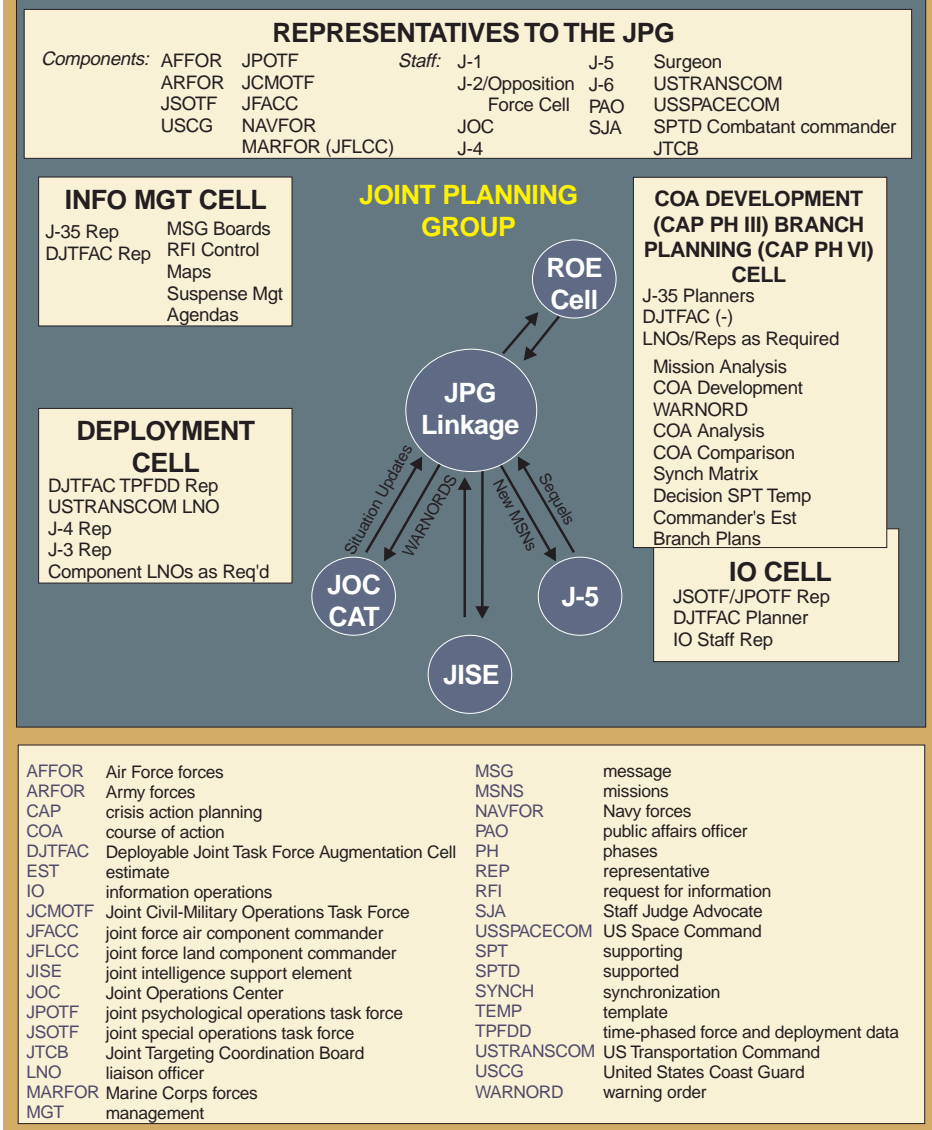 REPRESENTATIVES TO THE JPG
Components: AFFOR JPOTF Staff: J-1 J-5 Surgeon
ARFOR JCMOTF J-2/Opposition J-6 USTRANSCOM
JSOTF JFACC Force Cell PAO USSPACECOM
USCG NAVFOR JOC SJA SPTD Combatant commander
MARFOR (JFLCC) J-4 JTCB
INFO MGT CELL
J-35 Rep MSG Boards
DJTFAC Rep RFI Control
Maps
Suspense Mgt
Agendas
JOINT PLANNING
GROUP
COA DEVELOPMENT
(CAP PH III) BRANCH
PLANNING (CAP PH VI)
CELL
J-35 Planners
DJTFAC (-)
LNOs/Reps as Required
Mission Analysis
COA Development
WARNORD
COA Analysis
COA Comparison
Synch Matrix
Decision SPT Temp
Commander's Est
Branch Plans
ROE
Cell
JPG
Linkage
DEPLOYMENT
CELL
DJTFAC TPFDD Rep
USTRANSCOM LNO
J-4 Rep
J-3 Rep
Component LNOs as Req'd
Situation Updates
WARNORDS
New MSNs
Sequels
JOC
CAT
J-5
JISE
IO CELL
JSOTF/JPOTF Rep
DJTFAC Planner
IO Staff Rep
AFFOR Air Force forces
ARFOR Army forces
CAP crisis action planning
COA course of action
DJTFAC Deployable Joint Task Force Augmentation Cell
EST estimate
IO information operations
JCMOTF Joint Civil-Military Operations Task Force
JFACC joint force air component commander
JFLCC joint force land component commander
JISE joint intelligence support element
JOC Joint Operations Center
JPOTF joint psychological operations task force
JSOTF joint special operations task force
JTCB Joint Targeting Coordination Board
LNO liaison officer
MARFOR Marine Corps forces
MGT management
MSG message
MSNS missions
NAVFOR Navy forces
PAO public affairs officer
PH phases
REP representative
RFI request for information
SJA Staff Judge Advocate
USSPACECOM US Space Command
SPT supporting
SPTD supported
SYNCH synchronization
TEMP template
TPFDD time-phased force and deployment data
USTRANSCOM US Transportation Command
USCG United States Coast Guard
WARNORD warning order